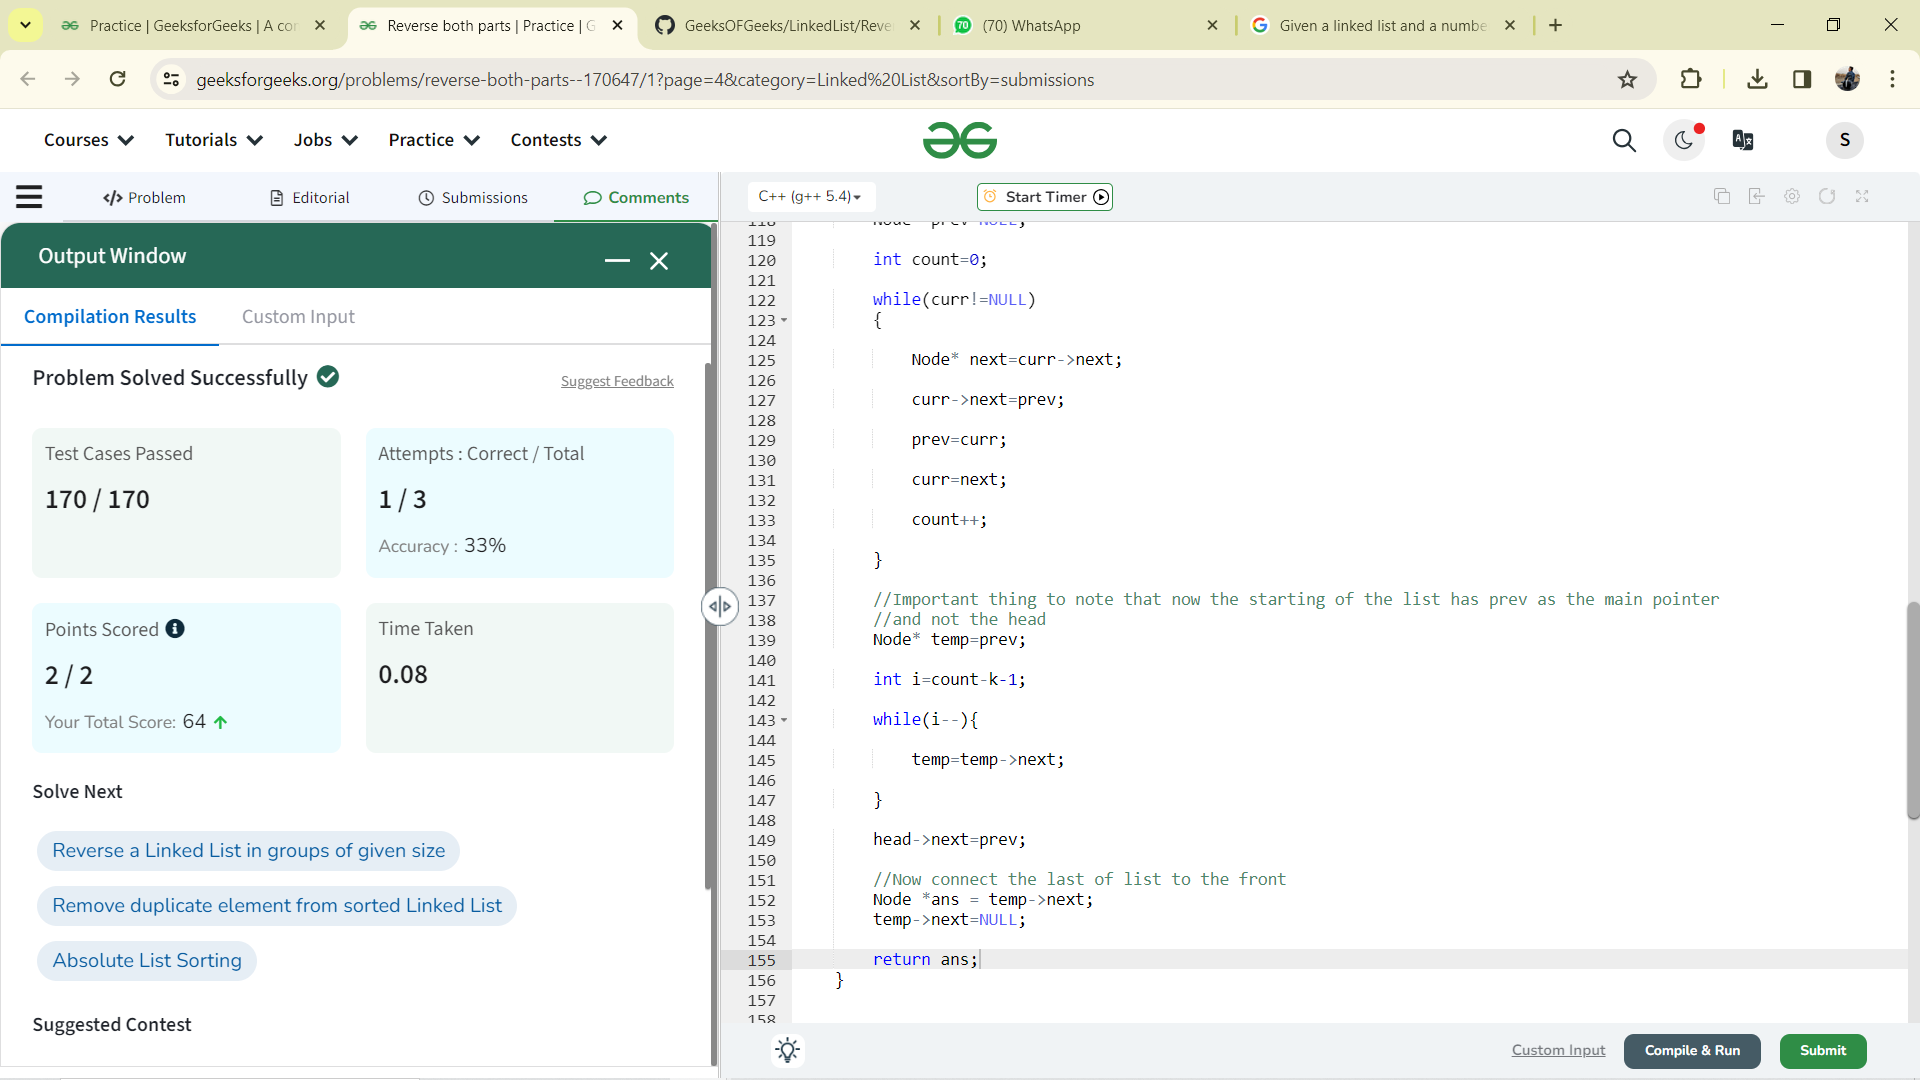 Practice | GeeksforGeeks | A con
Reverse both parts | Practice | G
GeeksOFGeeks/LinkedList/Reve
70
(70) WhatsApp
Given a linked list and a numbe
geeksforgeeks.org/problems/reverse-both-parts--170647/1?page=4&category=Linked%20List&sortBy=submissions
Courses
Tutorials
Jobs
Practice
Contests
S
Problem
Editorial
Submissions
Comments
C++ (g++ 5.4)
Start Timer
Output Window
Compilation Results
Custom Input
Problem Solved Successfully
Suggest Feedback
Test Cases Passed
170 / 170
Attempts : Correct / Total
1 / 3
Accuracy : 33%
Points Scored
2 / 2
Your Total Score: 64
Time Taken
0.08
Solve Next
Reverse a Linked List in groups of given size
Remove duplicate element from sorted Linked List
Absolute List Sorting
Suggested Contest
118 Node* prev=NULL;
119
120 int count=0;
121
122 while(curr!=NULL)
123 {
124
125 Node* next=curr->next;
126
127 curr->next=prev;
128
129 prev=curr;
130
131 curr=next;
132
133 count++;
134
135 }
136
137 //Important thing to note that now the starting of the list has prev as the main pointer
138 //and not the head
139 Node* temp=prev;
140
141 int i=count-k-1;
142
143 while(i--){
144
145 temp=temp->next;
146
147 }
148
149 head->next=prev;
150
151 //Now connect the last of list to the front
152 Node *ans = temp->next;
153 temp->next=NULL;
154
155 return ans;
156 }
157
158
Custom Input
Compile & Run
Submit